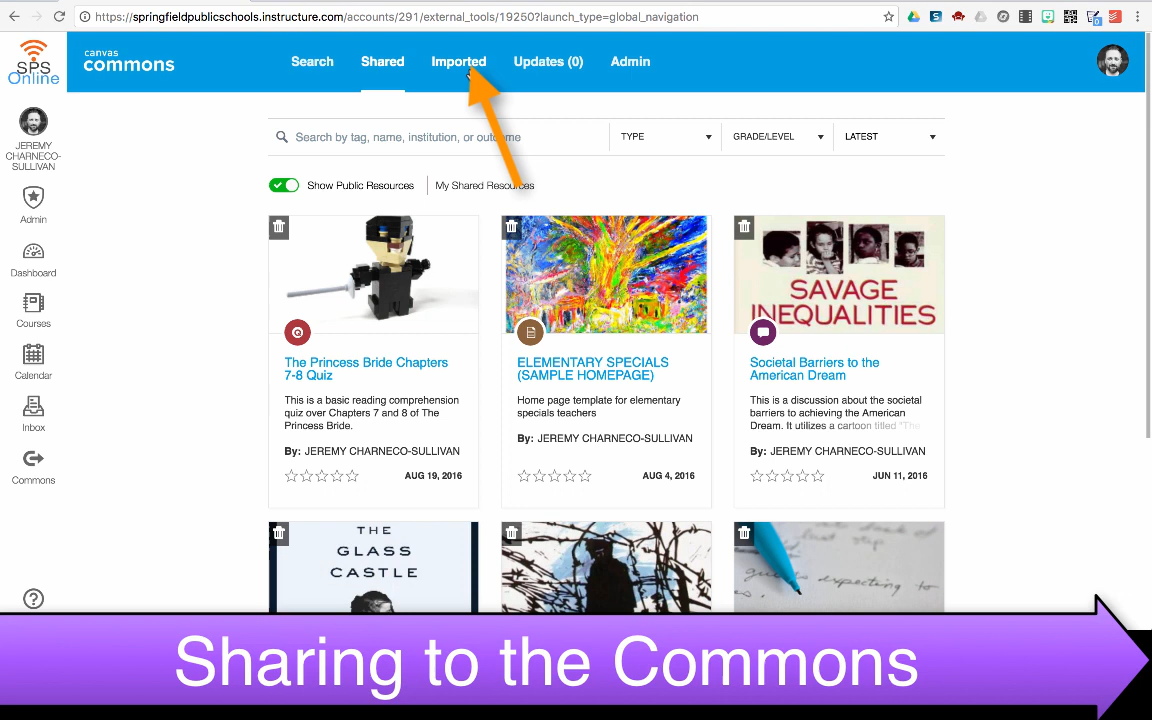 https://springfieldpublicschools.instructure.com/accounts/291/external_tools/19250?launch_type=global_navigation
SPS
Online
canvas
commons
Search
Shared
Imported
Updates (0)
Admin
JEREMY
CHARNECO-
SULLIVAN
Admin
Dashboard
Courses
Calendar
Inbox
Commons
Search by tag, name, institution, or outcome
TYPE
GRADE/LEVEL
LATEST
Show Public Resources
My Shared Resources
The Princess Bride Chapters
7-8 Quiz
This is a basic reading comprehension
quiz over Chapters 7 and 8 of The
Princess Bride.
By: JEREMY CHARNECO-SULLIVAN
AUG 19, 2016
ELEMENTARY SPECIALS
(SAMPLE HOMEPAGE)
Home page template for elementary
specials teachers
By: JEREMY CHARNECO-SULLIVAN
AUG 4, 2016
SAVAGE
INEQUALITIES
Societal Barriers to the
American Dream
This is a discussion about the societal
barriers to achieving the American
Dream. It utilizes a cartoon titled "The
By: JEREMY CHARNECO-SULLIVAN
JUN 11, 2016
THE
GLASS
CASTLE
last step
expecting to
Sharing to the Commons